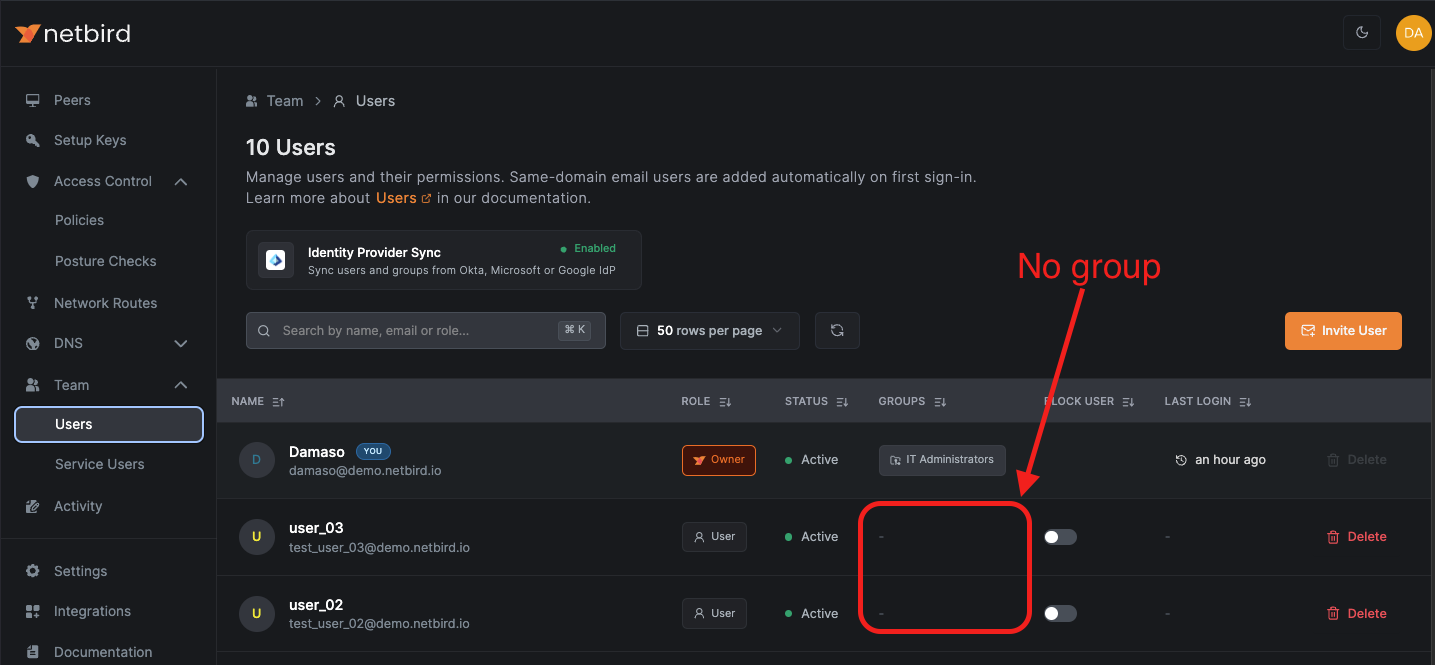 netbird
DA
Peers
Setup Keys
Access Control
Policies
Posture Checks
Network Routes
DNS
Team
Users
Service Users
Activity
Settings
Integrations
Documentation
Team > Users
10 Users
Manage users and their permissions. Same-domain email users are added automatically on first sign-in.
Learn more about Users in our documentation.
Identity Provider Sync
Enabled
Sync users and groups from Okta, Microsoft or Google IdP
No group
Search by name, email or role...
⌘ K
50 rows per page
Invite User
NAME ROLE STATUS GROUPS BLOCK USER LAST LOGIN
D
Damaso YOU
damaso@demo.netbird.io
Owner Active IT Administrators an hour ago Delete
U
user_03
test_user_03@demo.netbird.io
User Active - - Delete
U
user_02
test_user_02@demo.netbird.io
User Active - - Delete